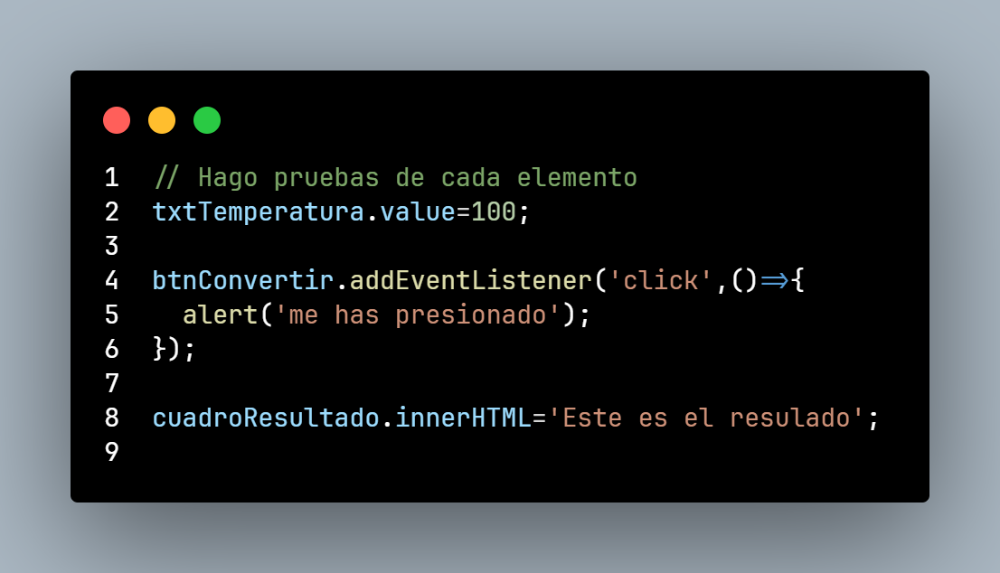 1 // Hago pruebas de cada elemento
2 txtTemperatura.value=100;
3
4 btnConvertir.addEventListener('click',()=>{
5   alert('me has presionado');
6 });
7
8 cuadroResultado.innerHTML='Este es el resulado';
9